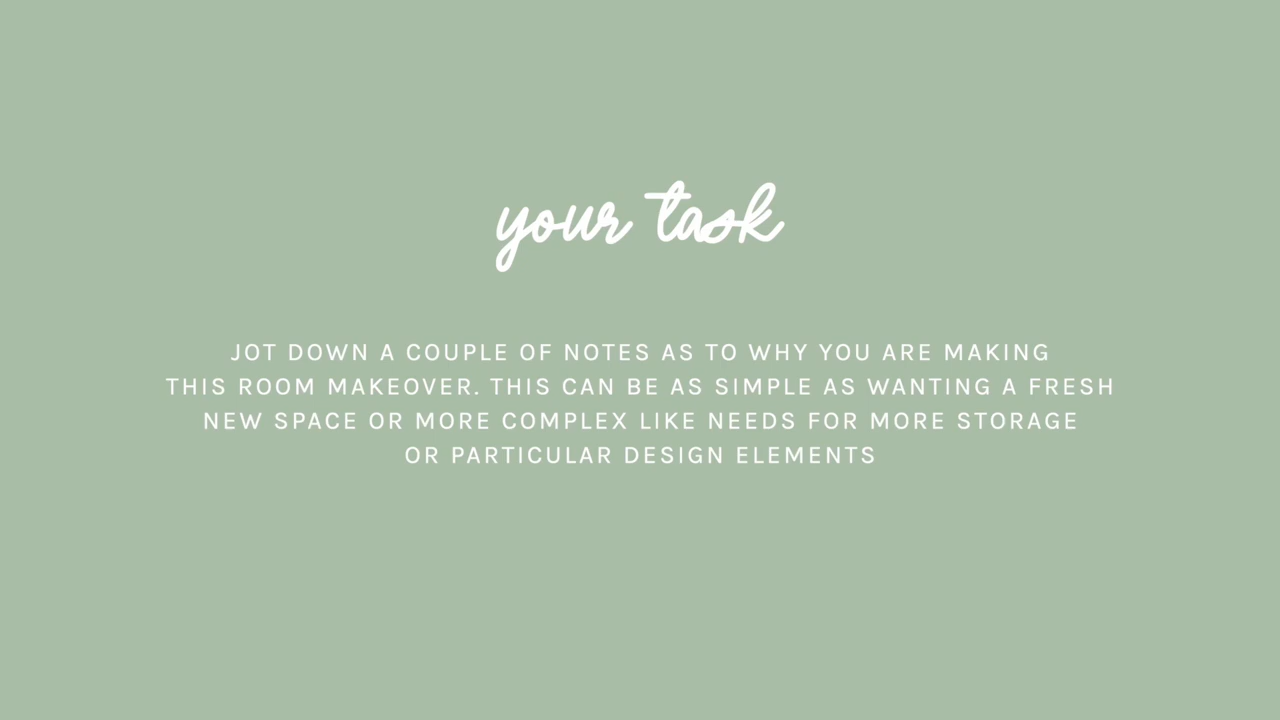 your task
JOT DOWN A COUPLE OF NOTES AS TO WHY YOU ARE MAKING
THIS ROOM MAKEOVER. THIS CAN BE AS SIMPLE AS WANTING A FRESH
NEW SPACE OR MORE COMPLEX LIKE NEEDS FOR MORE STORAGE
OR PARTICULAR DESIGN ELEMENTS